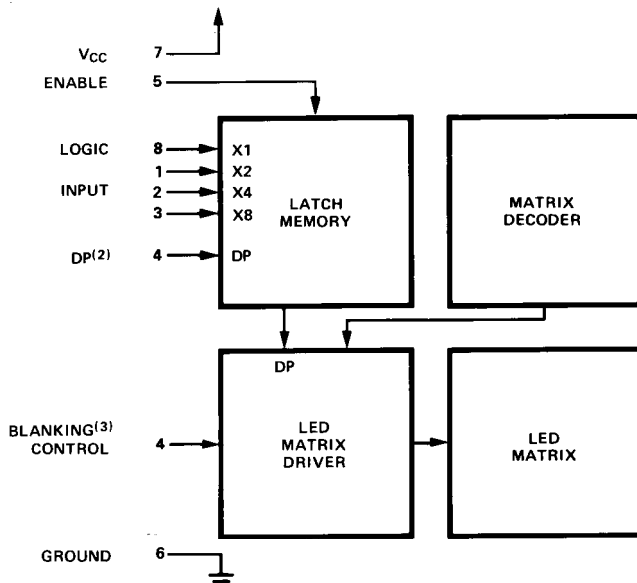 VCC 7
ENABLE 5
LOGIC 8 X1
1 X2
INPUT 2 X4
3 X8
LATCH
MEMORY
MATRIX
DECODER
DP(2) 4 DP
DP
BLANKING(3)
CONTROL 4
LED
MATRIX
DRIVER
LED
MATRIX
GROUND 6